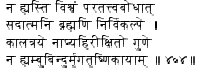 न ह्यस्ति विश्वं परतत्त्वबोधात्
सदात्मनि ब्रह्मणि निर्विकल्पे ।
कालत्रये नाप्यहिरीक्षितो गुणे
न ह्यम्बुविन्दुर्मृगतृष्णिकायाम् ॥ ४०४॥